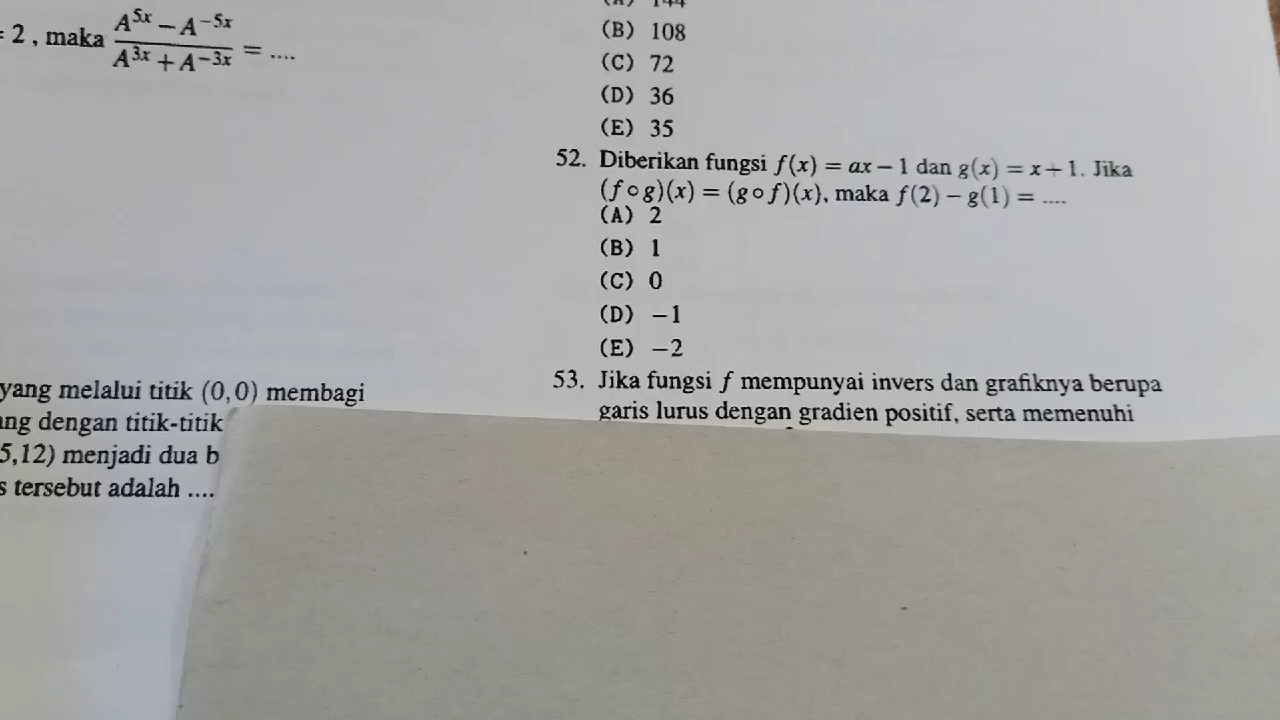 = 2 , maka \frac{A^{5x} - A^{-5x}}{A^{3x} + A^{-3x}} = ....
yang melalui titik (0,0) membagi
ang dengan titik-titik
5,12) menjadi dua b
s tersebut adalah ....
(A) 144
(B) 108
(C) 72
(D) 36
(E) 35
52. Diberikan fungsi f(x) = ax − 1 dan g(x) = x + 1. Jika
(f ∘ g)(x) = (g ∘ f)(x), maka f(2) − g(1) = ....
(A) 2
(B) 1
(C) 0
(D) −1
(E) −2
53. Jika fungsi f mempunyai invers dan grafiknya berupa
garis lurus dengan gradien positif, serta memenuhi